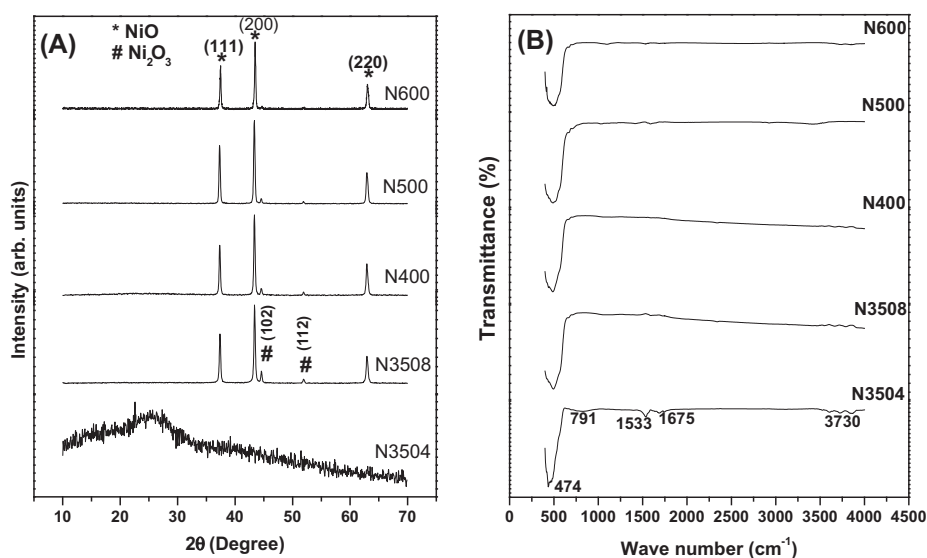 (A)
* NiO
# Ni₂O₃
(111)
*
(200)
*
(220)
*
N600
N500
N400
(102)
#
(112)
#
N3508
N3504
Intensity (arb. units)
10 20 30 40 50 60 70
2θ (Degree)
(B)
N600
N500
N400
N3508
N3504
791
1533
1675
3730
474
Transmittance (%)
0 500 1000 1500 2000 2500 3000 3500 4000 4500
Wave number (cm⁻¹)